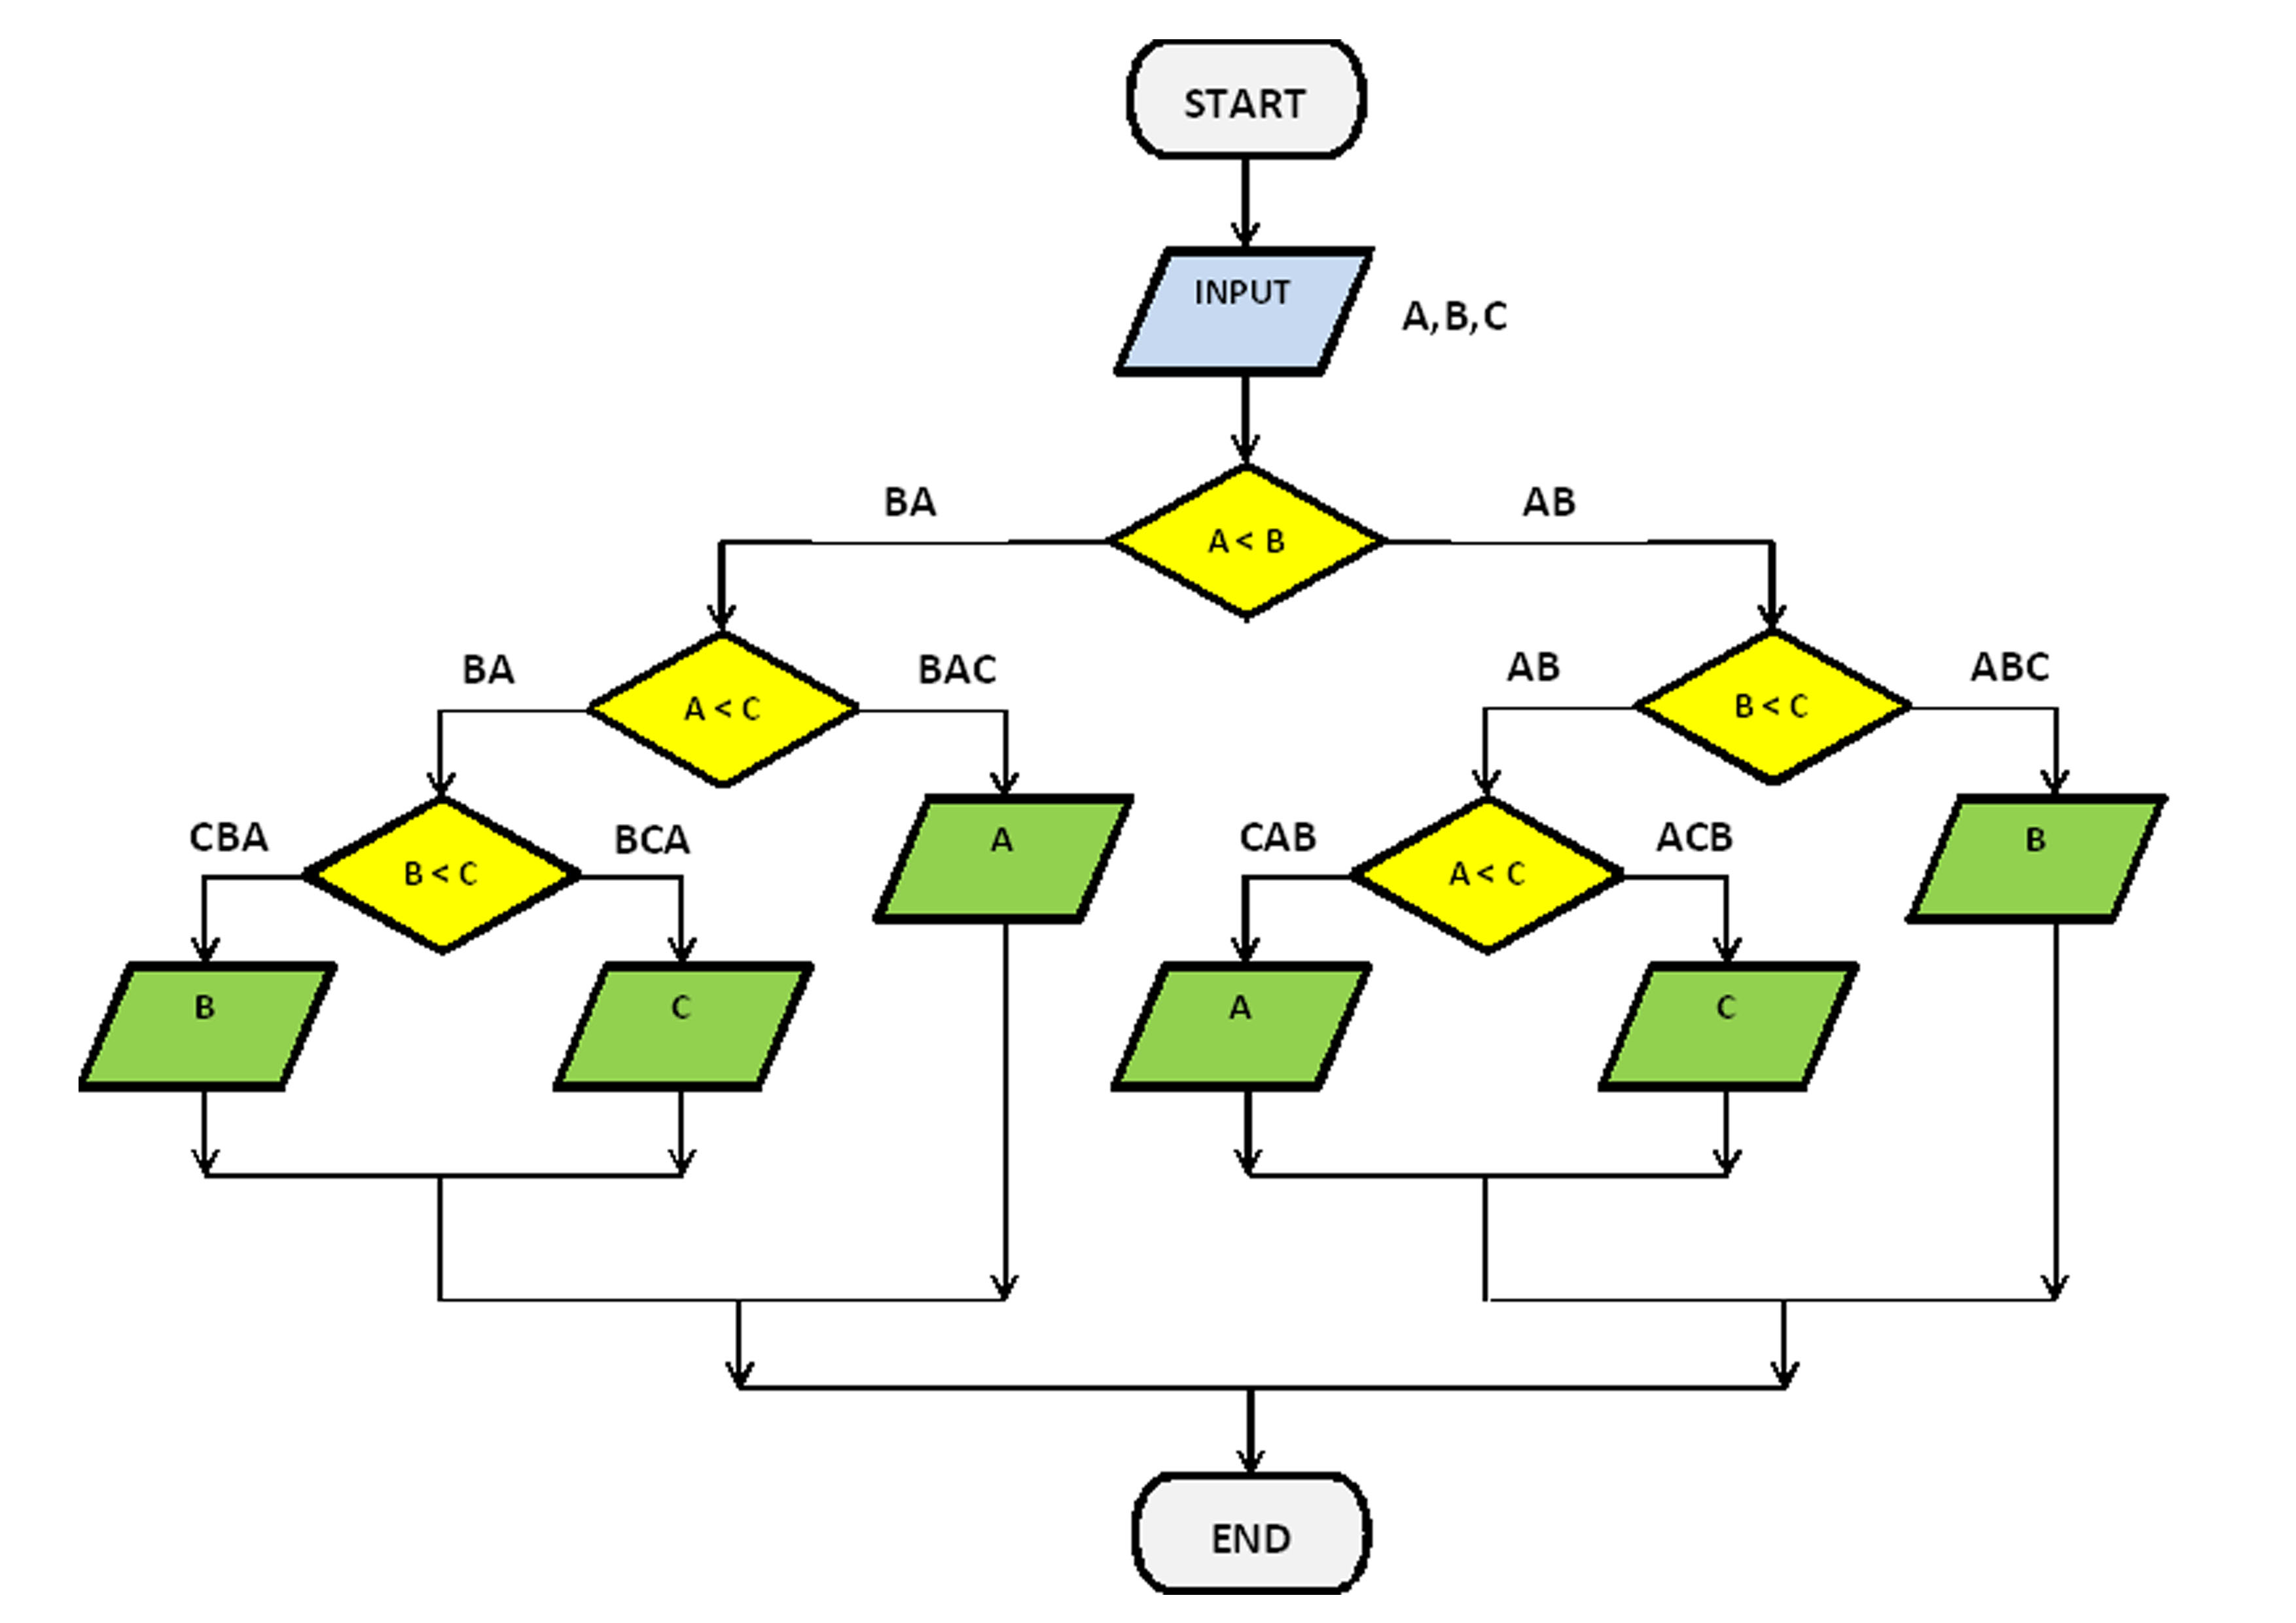 START
INPUT
A,B,C
BA
AB
A < B
BA
BAC
AB
ABC
A < C
B < C
CBA
BCA
A
CAB
ACB
B
B < C
A < C
B
C
A
C
END